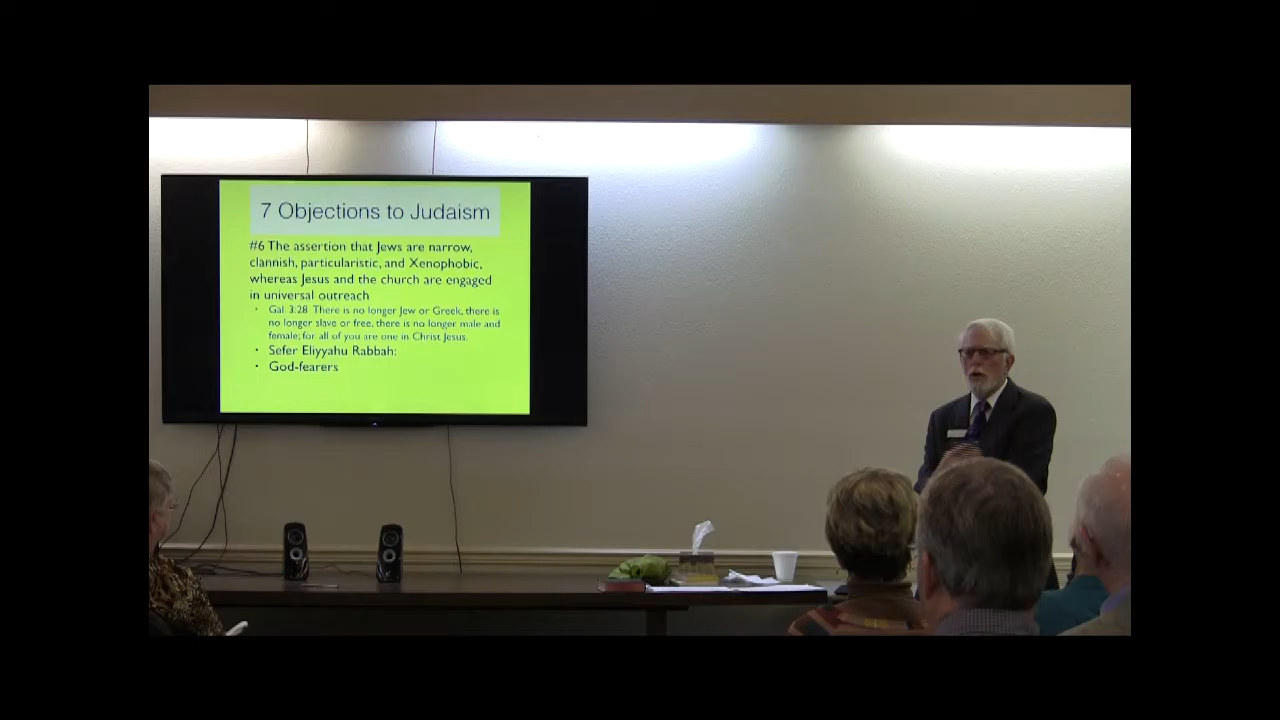 7 Objections to Judaism
#6 The assertion that Jews are narrow,
clannish, particularistic, and Xenophobic,
whereas Jesus and the church are engaged
in universal outreach
• Gal. 3:28 There is no longer Jew or Greek, there is
no longer slave or free, there is no longer male and
female; for all of you are one in Christ Jesus.
• Sefer Eliyyahu Rabbah:
• God-fearers